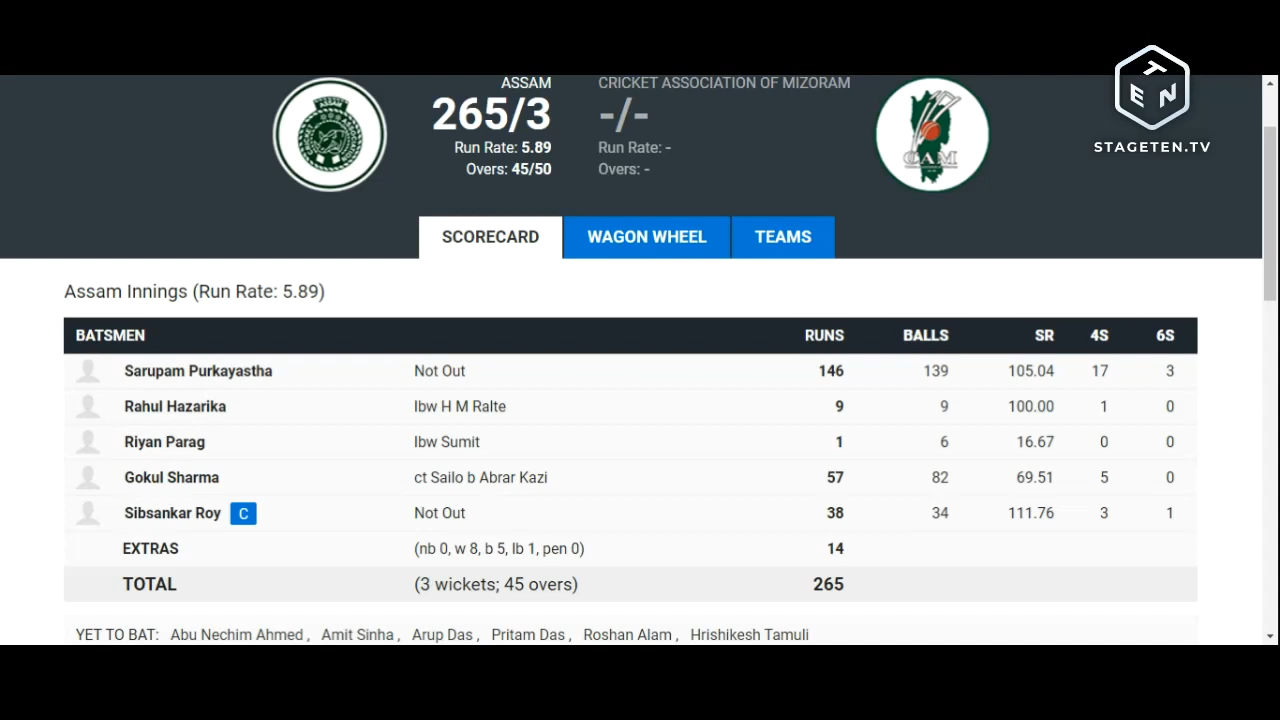 ASSAM
265/3
Run Rate: 5.89
Overs: 45/50
CRICKET ASSOCIATION OF MIZORAM
-/-
Run Rate: -
Overs: -
CAM
TEN
STAGETEN.TV
SCORECARD WAGON WHEEL TEAMS
Assam Innings (Run Rate: 5.89)
BATSMEN RUNS BALLS SR 4S 6S
Sarupam Purkayastha Not Out 146 139 105.04 17 3
Rahul Hazarika lbw H M Ralte 9 9 100.00 1 0
Riyan Parag lbw Sumit 1 6 16.67 0 0
Gokul Sharma ct Sailo b Abrar Kazi 57 82 69.51 5 0
Sibsankar Roy C Not Out 38 34 111.76 3 1
EXTRAS (nb 0, w 8, b 5, lb 1, pen 0) 14
TOTAL (3 wickets; 45 overs) 265
YET TO BAT: Abu Nechim Ahmed , Amit Sinha , Arup Das , Pritam Das , Roshan Alam , Hrishikesh Tamuli